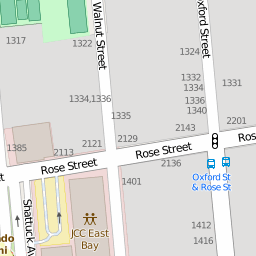 Walnut Street
Oxford Street
1317
1322
1324
1332
1331
1334
1334,1336
1336
1340
1335
2201
2143
1385
2113
2121
2129
Rose Street
Rose Street
2136
Oxford St
& Rose St
1401
Shattuck Av
JCC East
Bay
1412
1416